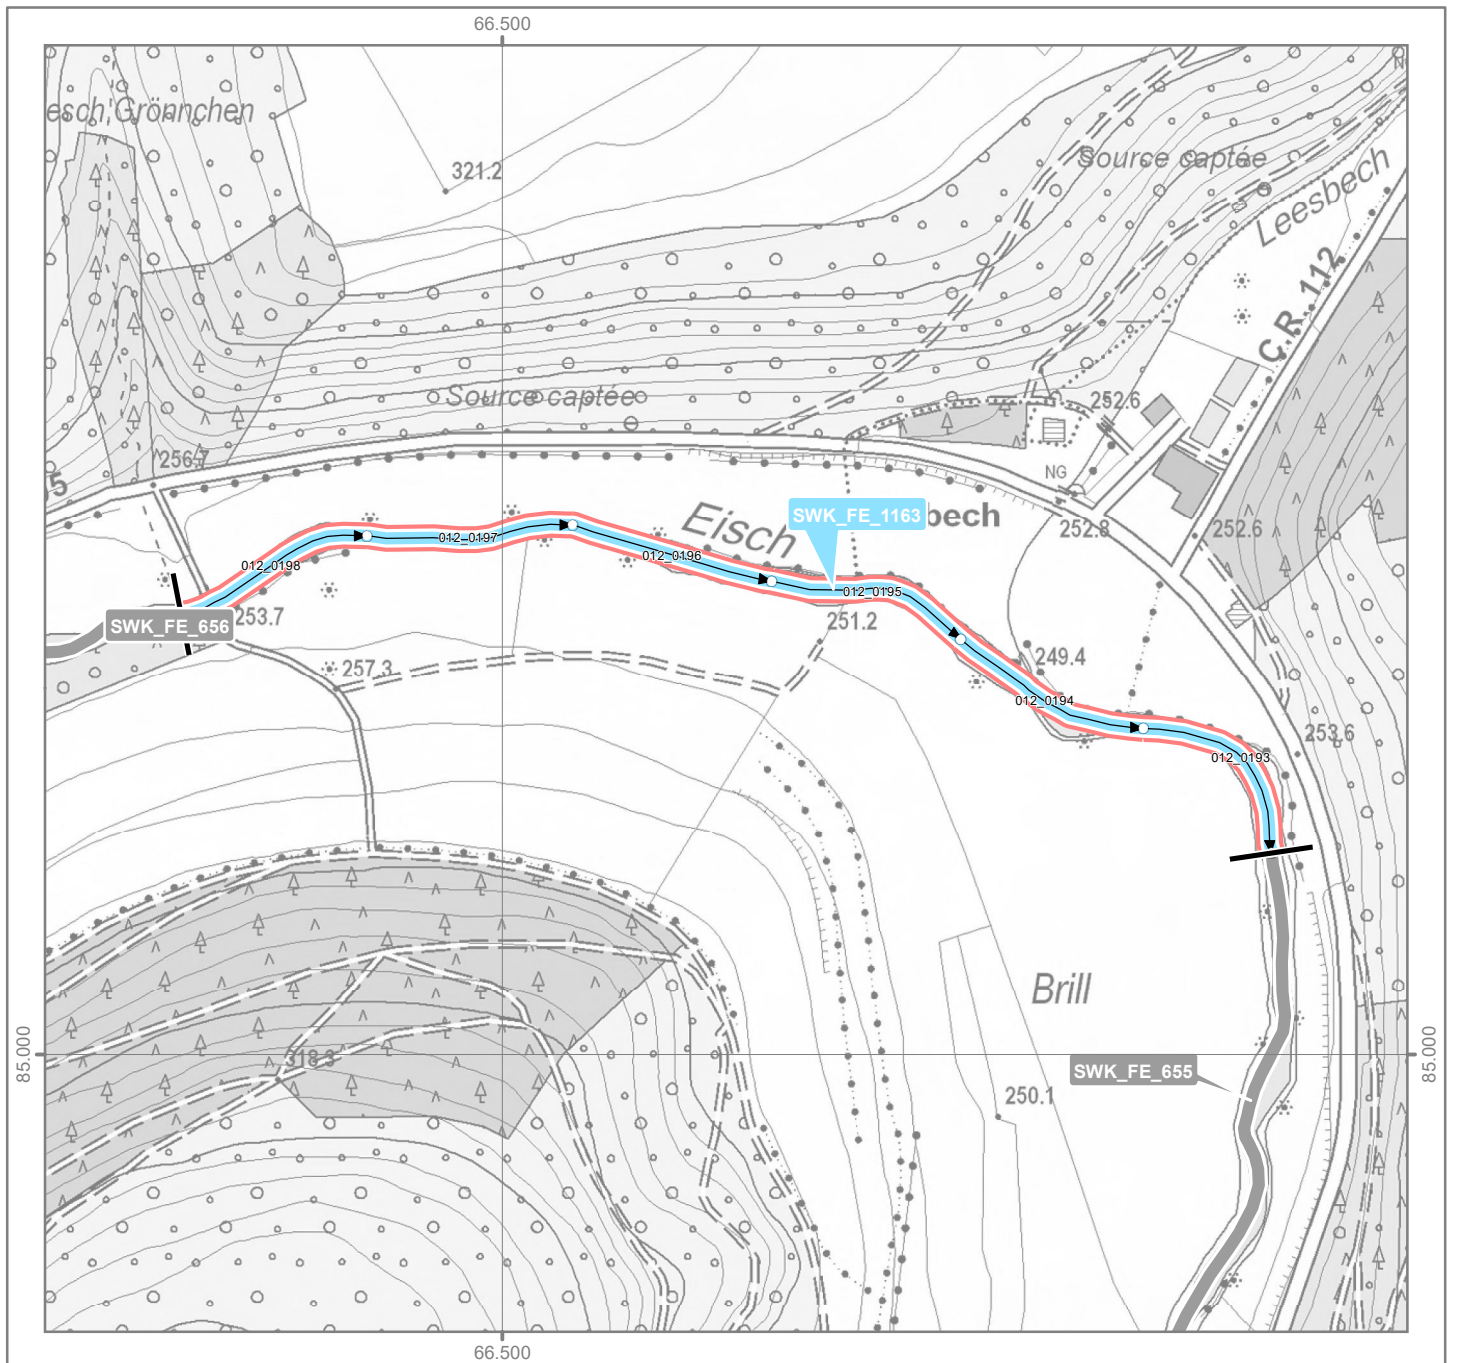 66.500
esch Grönnchen
321.2
Source captée
Leesbech
C.R. 112
Source captée
252.6
256.7
NG
Eisch
SWK_FE_1163
bech
252.8
252.6
012_0198
012_0197
012_0196
012_0195
253.7
SWK_FE_656
251.2
257.3
249.4
012_0194
253.6
012_0193
Brill
318.3
85.000
85.000
SWK_FE_655
250.1
66.500